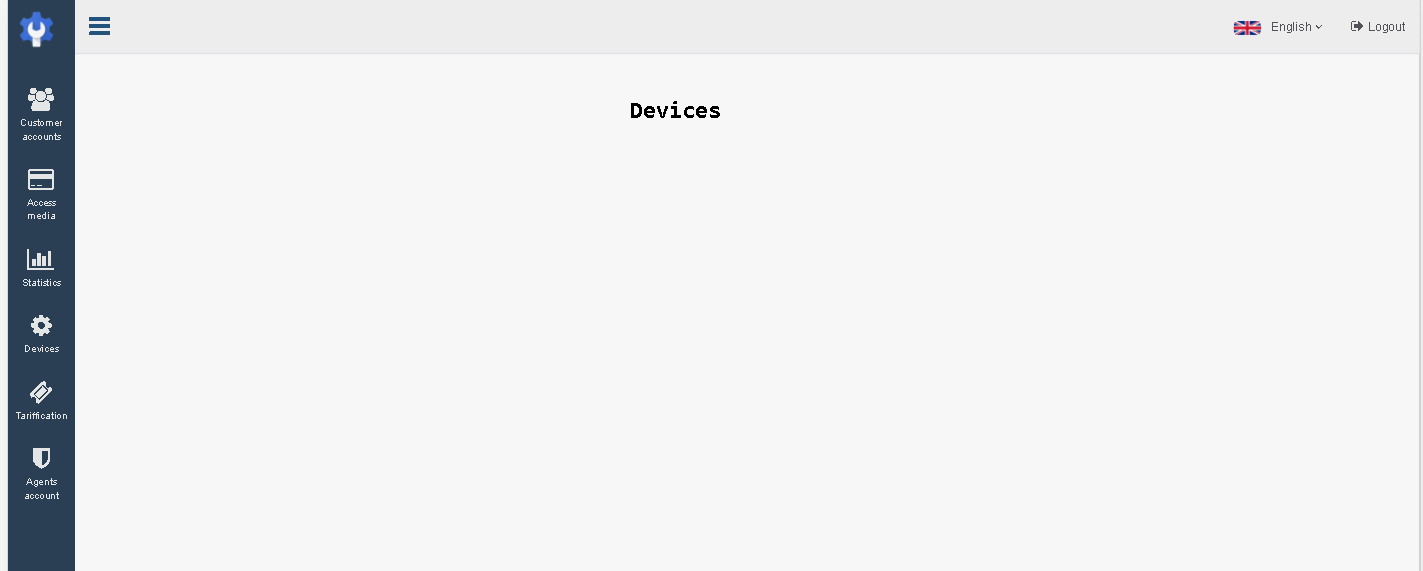 English
Logout
Devices
Customer
accounts
Access
media
Statistics
Devices
Tariffication
Agents
account